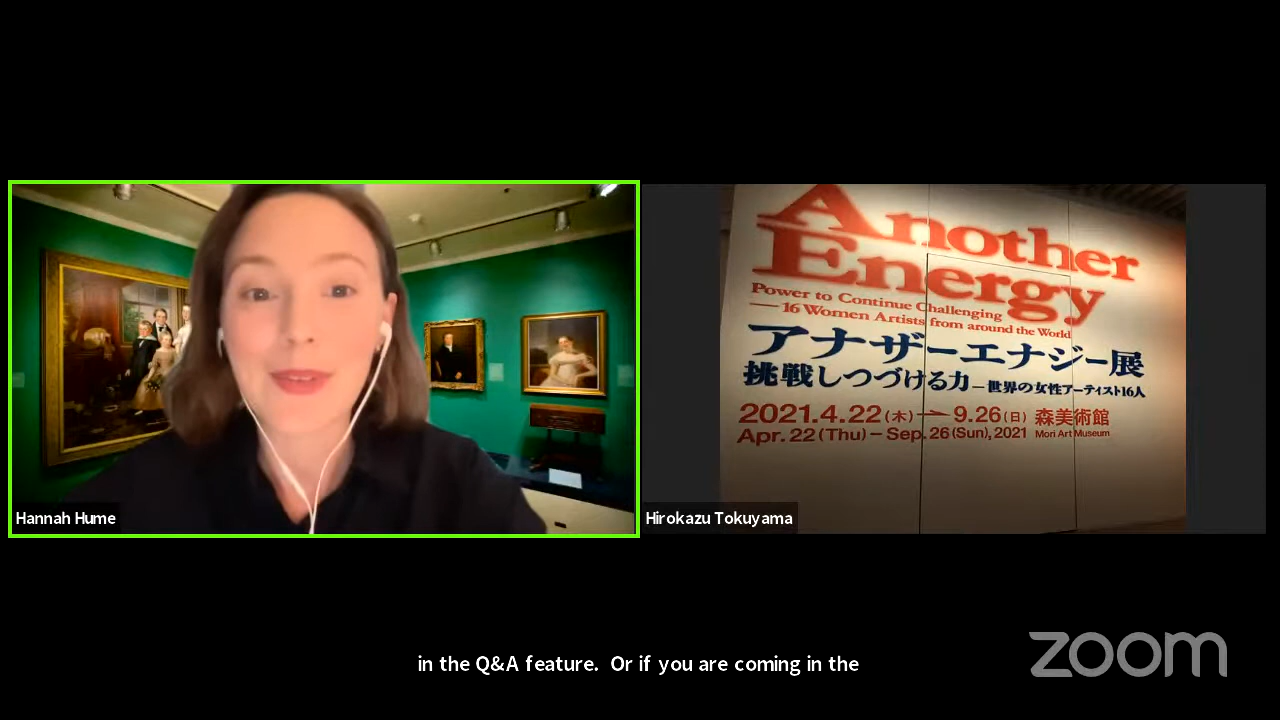 Another
Energy
Power to Continue Challenging
— 16 Women Artists from around the World
アナザーエナジー展
挑戦しつづける力—世界の女性アーティスト16人
2021.4.22(木)→9.26(日) 森美術館
Apr. 22(Thu)–Sep.26(Sun),2021 Mori Art Museum
Hannah Hume
Hirokazu Tokuyama
in the Q&A feature.  Or if you are coming in the
zoom